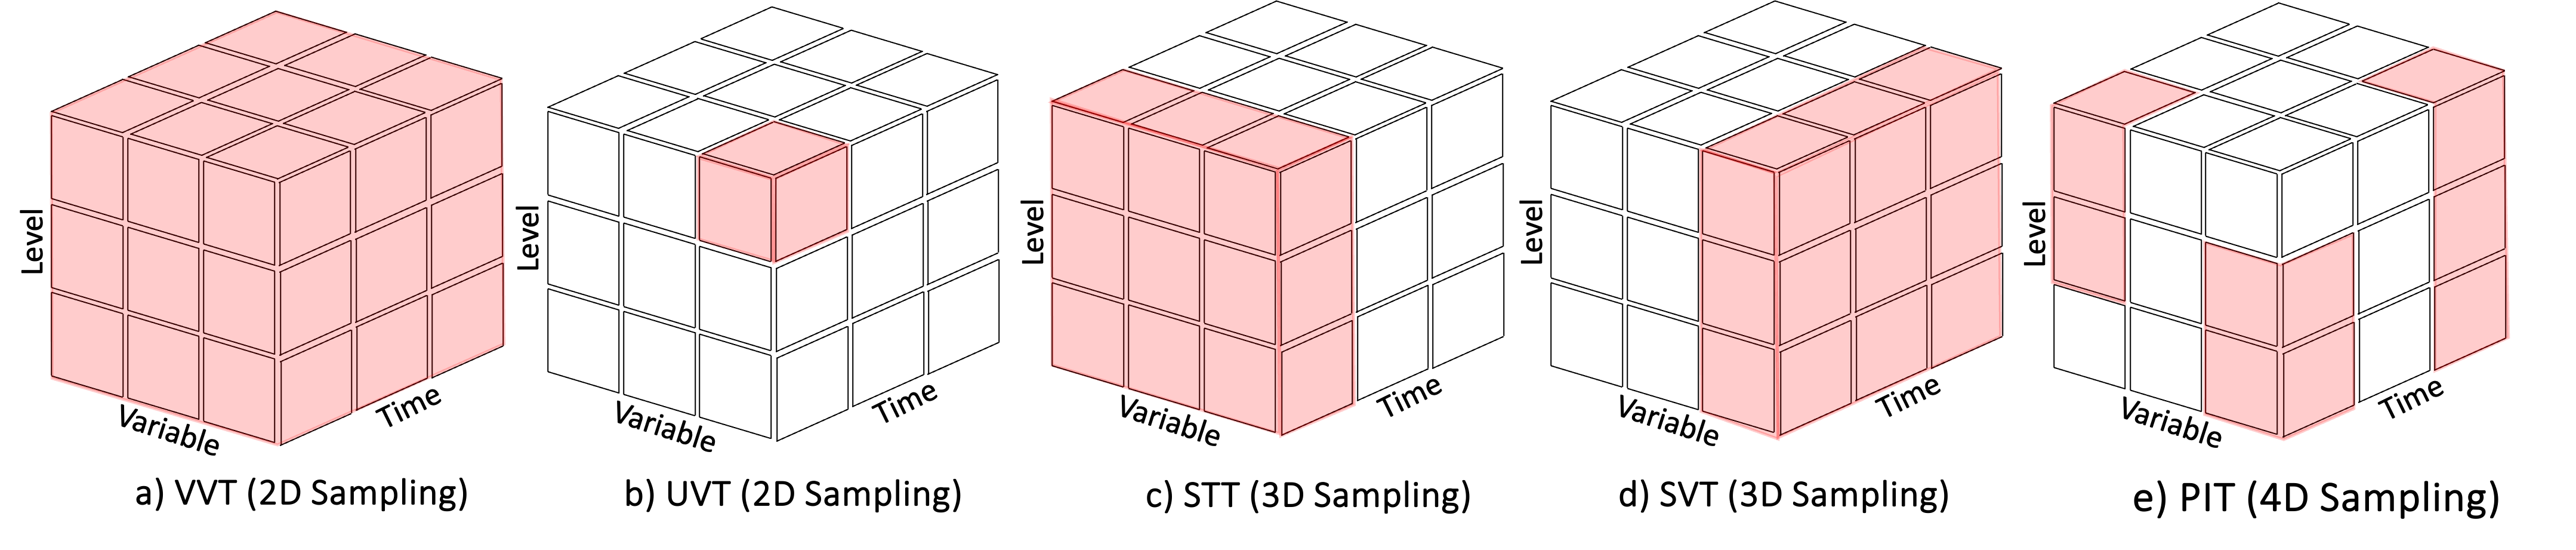 Level
Variable
Time
a) VVT (2D Sampling)
Level
Variable
Time
b) UVT (2D Sampling)
Level
Variable
Time
c) STT (3D Sampling)
Level
Variable
Time
d) SVT (3D Sampling)
Level
Variable
Time
e) PIT (4D Sampling)